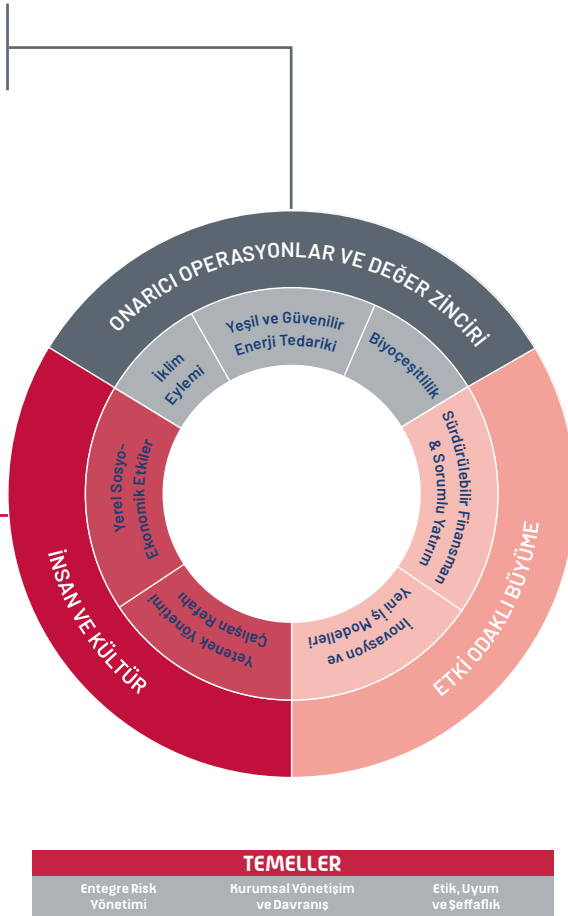 ONARICI OPERASYONLAR VE DEĞER ZİNCİRİ
İklim
Eylemi
Yeşil ve Güvenilir
Enerji Tedariki
Biyoçeşitlilik
Sürdürülebilir Finansman
& Sorumlu Yatırım
İnovasyon ve
Yeni İş Modelleri
ETKİ ODAKLI BÜYÜME
Yetenek Yönetimi
Çalışan Refahı
Yerel Sosyo-
Ekonomik Etkiler
İNSAN VE KÜLTÜR
TEMELLER
Entegre Risk
Yönetimi
Kurumsal Yönetişim
ve Davranış
Etik, Uyum
ve Şeffaflık